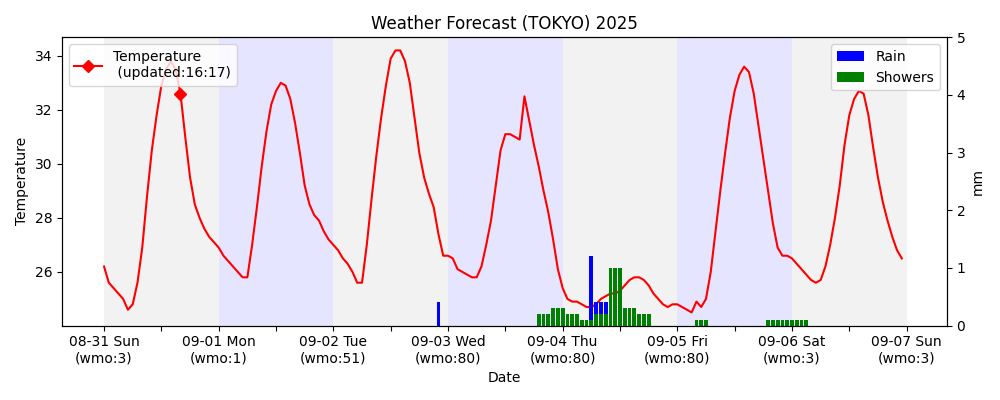 Weather Forecast (TOKYO) 2025
Temperature
(updated:16:17)
Rain
Showers
Temperature
34
32
30
28
26
5
4
3
2
1
0
mm
08-31 Sun
(wmo:3)
09-01 Mon
(wmo:1)
09-02 Tue
(wmo:51)
09-03 Wed
(wmo:80)
09-04 Thu
(wmo:80)
09-05 Fri
(wmo:80)
09-06 Sat
(wmo:3)
09-07 Sun
(wmo:3)
Date